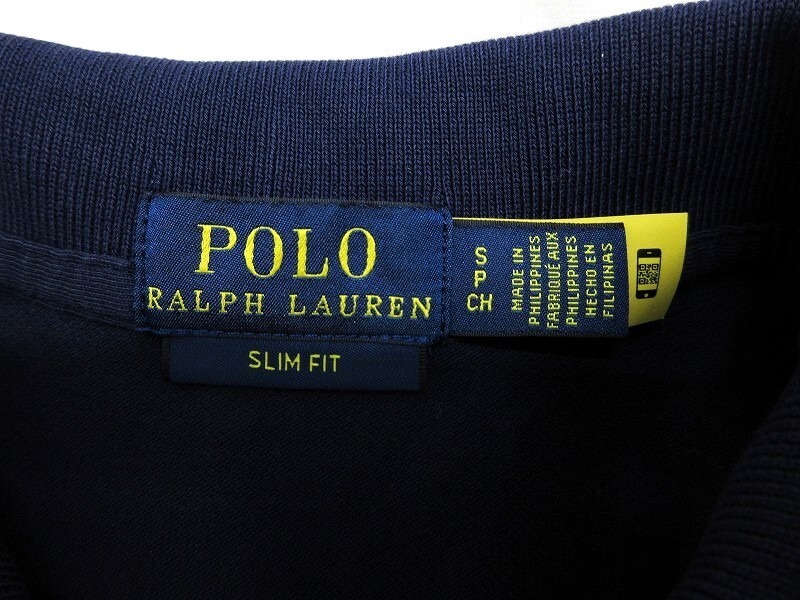 POLO
RALPH LAUREN
SLIM FIT
S
P
CH
MADE IN
PHILIPPINES
FABRIQUÉ AUX
PHILIPPINES
HECHO EN
FILIPINAS